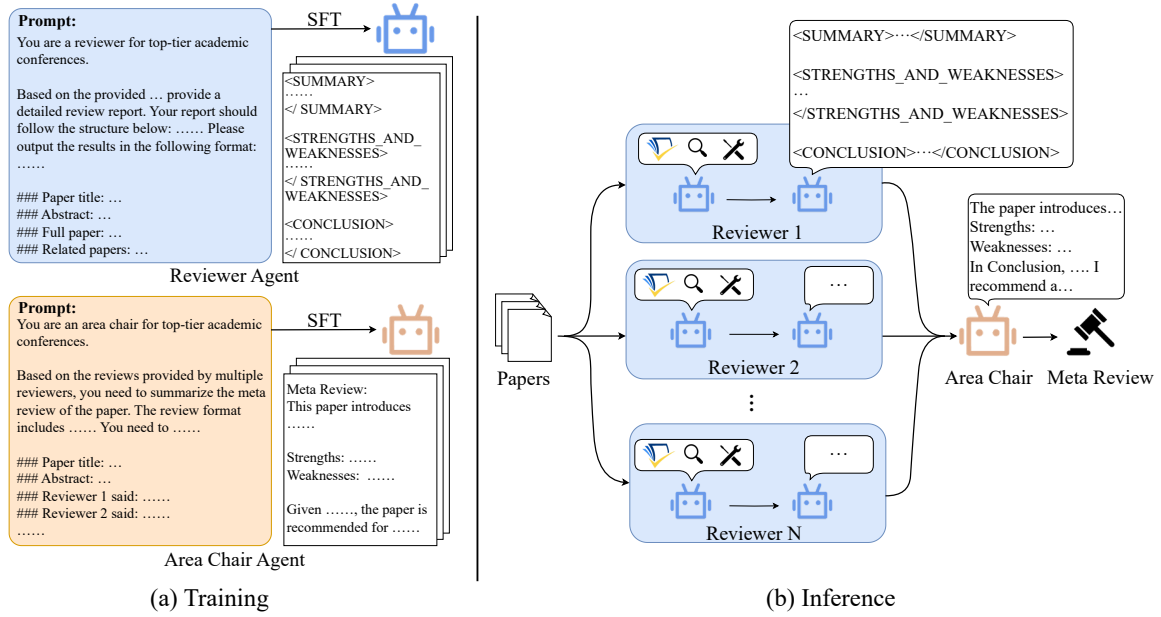 Prompt:
You are a reviewer for top-tier academic
conferences.
Based on the provided … provide a
detailed review report. Your report should
follow the structure below: …… Please
output the results in the following format:
……
### Paper title: …
### Abstract: …
### Full paper: …
### Related papers: …
SFT
<SUMMARY>
……
</ SUMMARY>
<STRENGTHS_AND_
WEAKNESSES>
……
</ STRENGTHS_AND_
WEAKNESSES>
<CONCLUSION>
……
</ CONCLUSION>
Reviewer Agent
Prompt:
You are an area chair for top-tier academic
conferences.
Based on the reviews provided by multiple
reviewers, you need to summarize the meta
review of the paper. The review format
includes …… You need to ……
### Paper title: …
### Abstract: …
### Reviewer 1 said: ……
### Reviewer 2 said: ……
……
SFT
Meta Review:
This paper introduces
……
Strengths: ……
Weaknesses: ……
Given ……, the paper is
recommended for ……
Area Chair Agent
(a) Training
Papers
<SUMMARY>⋯</SUMMARY>
<STRENGTHS_AND_WEAKNESSES>
…
</STRENGTHS_AND_WEAKNESSES>
<CONCLUSION>⋯</CONCLUSION>
Reviewer 1
⋯
Reviewer 2
⋮
⋯
Reviewer N
The paper introduces…
Strengths: …
Weaknesses: …
In Conclusion, …. I
recommend a…
Area Chair
Meta Review
(b) Inference